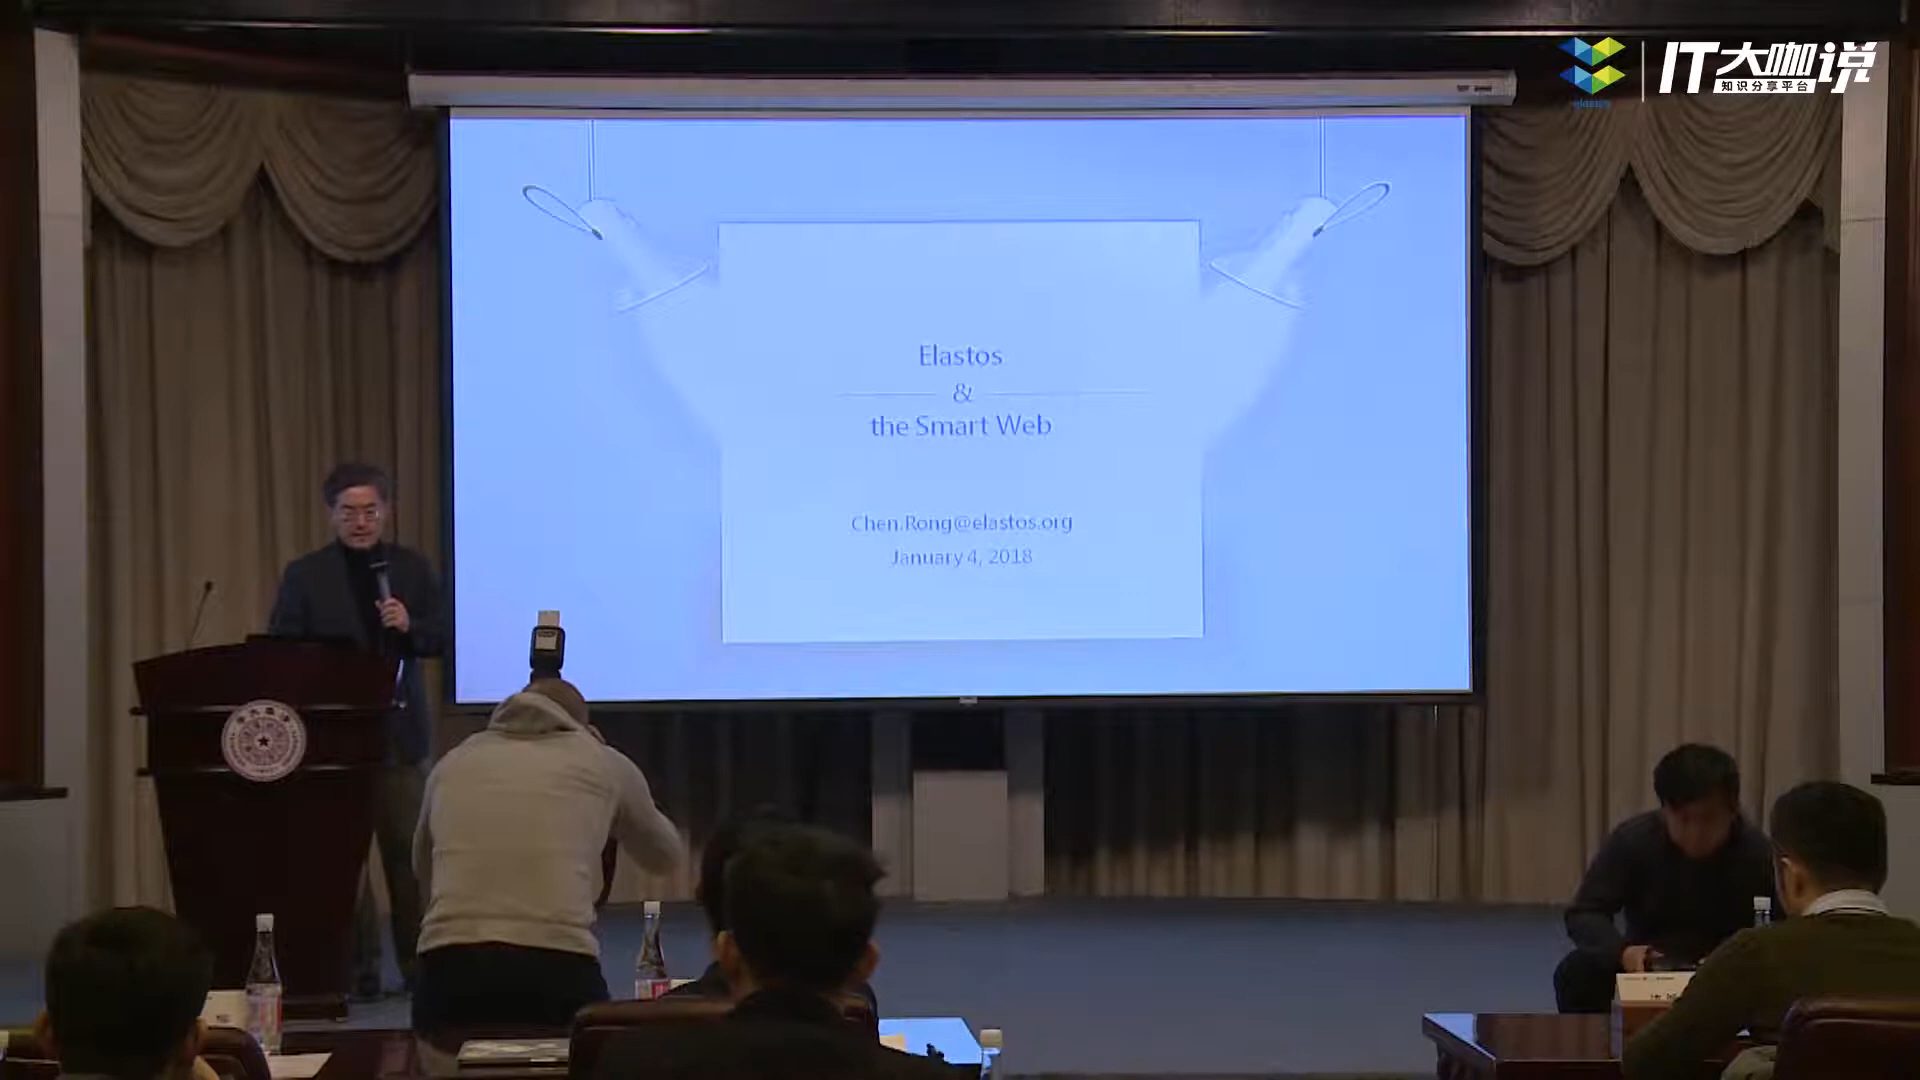 elastos
IT大咖说
知识分享平台
Elastos
&
the Smart Web
Chen.Rong@elastos.org
January 4, 2018